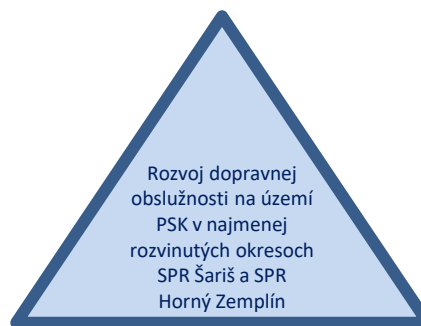 Rozvoj dopravnej
obslužnosti na území
PSK v najmenej
rozvinutých okresoch
SPR Šariš a SPR
Horný Zemplín